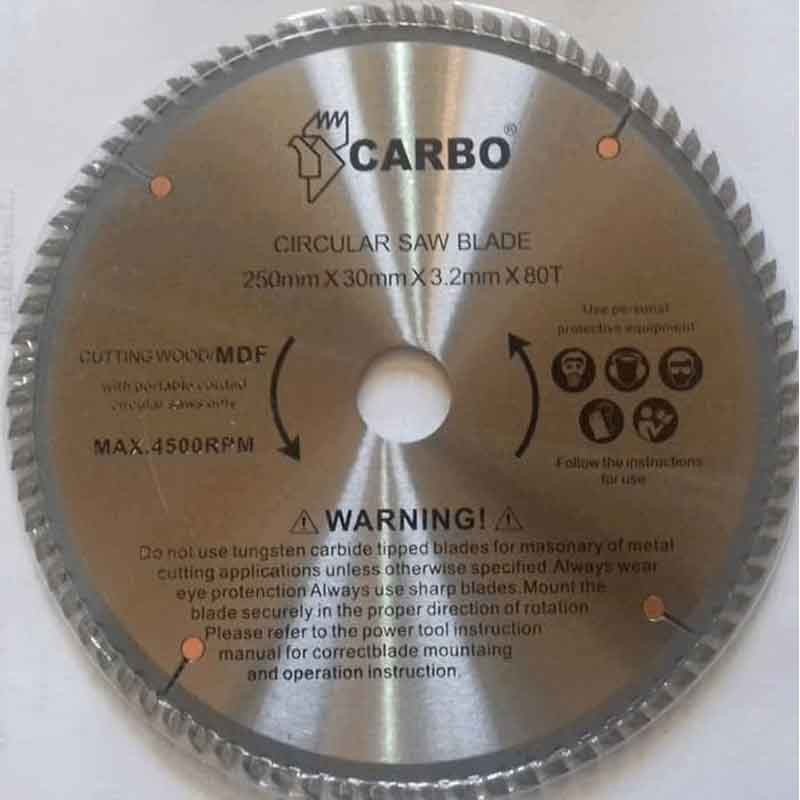 CARBO®
CIRCULAR SAW BLADE
250mm X 30mm X 3.2mm X 80T
CUTTING WOOD/MDF
with portable corded
circular saws only
MAX.4500RPM
Use personal
protective equipment
Follow the instructions
for use
WARNING!
Do not use tungsten carbide tipped blades for masonary of metal
cutting applications unless otherwise specified.Always wear
eye protenction Always use sharp blades.Mount the
blade securely in the proper direction of rotation
Please refer to the power tool instruction
manual for correctblade mountaing
and operation instruction.